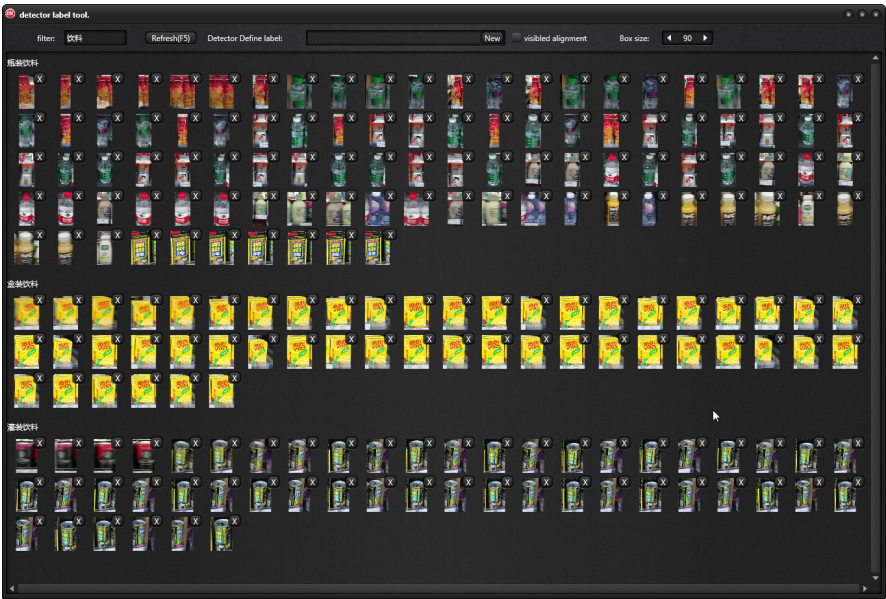 detector label tool.
filter: 饮料 Refresh(F5) Detector Define label: New visibled alignment Box size: 90
瓶装饮料
盒装饮料
灌装饮料